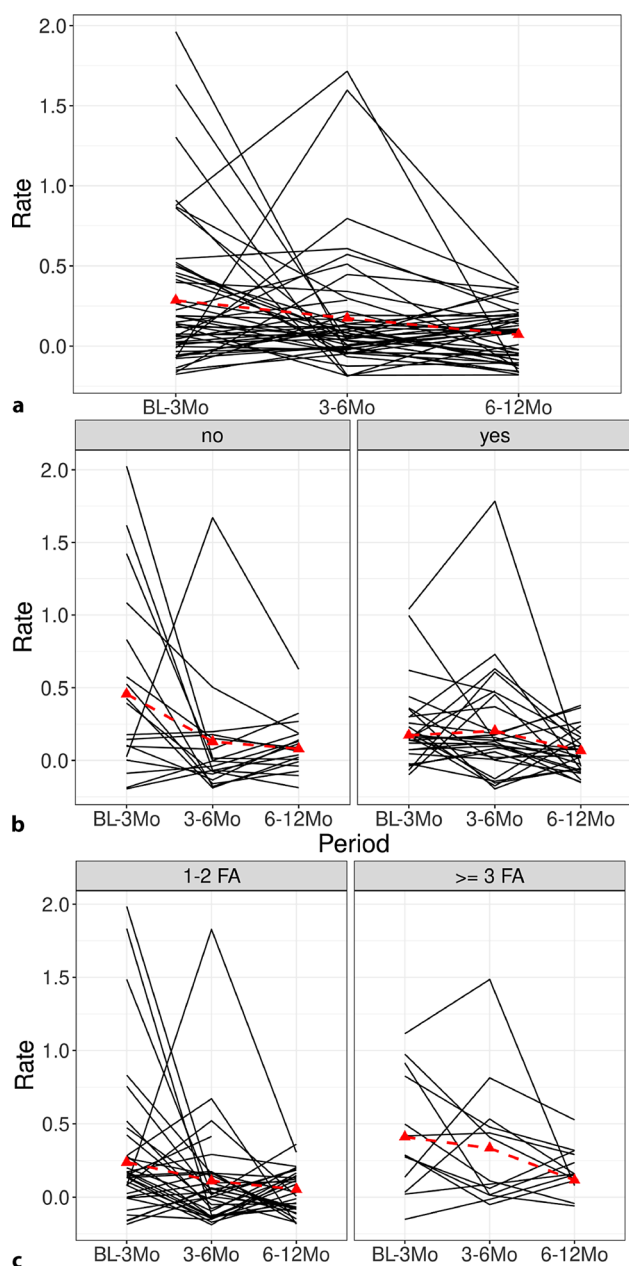 2.0
1.5
1.0
0.5
0.0
Rate
BL-3Mo 3-6Mo 6-12Mo
a
no yes
2.0
1.5
1.0
0.5
0.0
Rate
BL-3Mo 3-6Mo 6-12Mo BL-3Mo 3-6Mo 6-12Mo
b
Period
1-2 FA >= 3 FA
2.0
1.5
1.0
0.5
0.0
Rate
BL-3Mo 3-6Mo 6-12Mo BL-3Mo 3-6Mo 6-12Mo
c